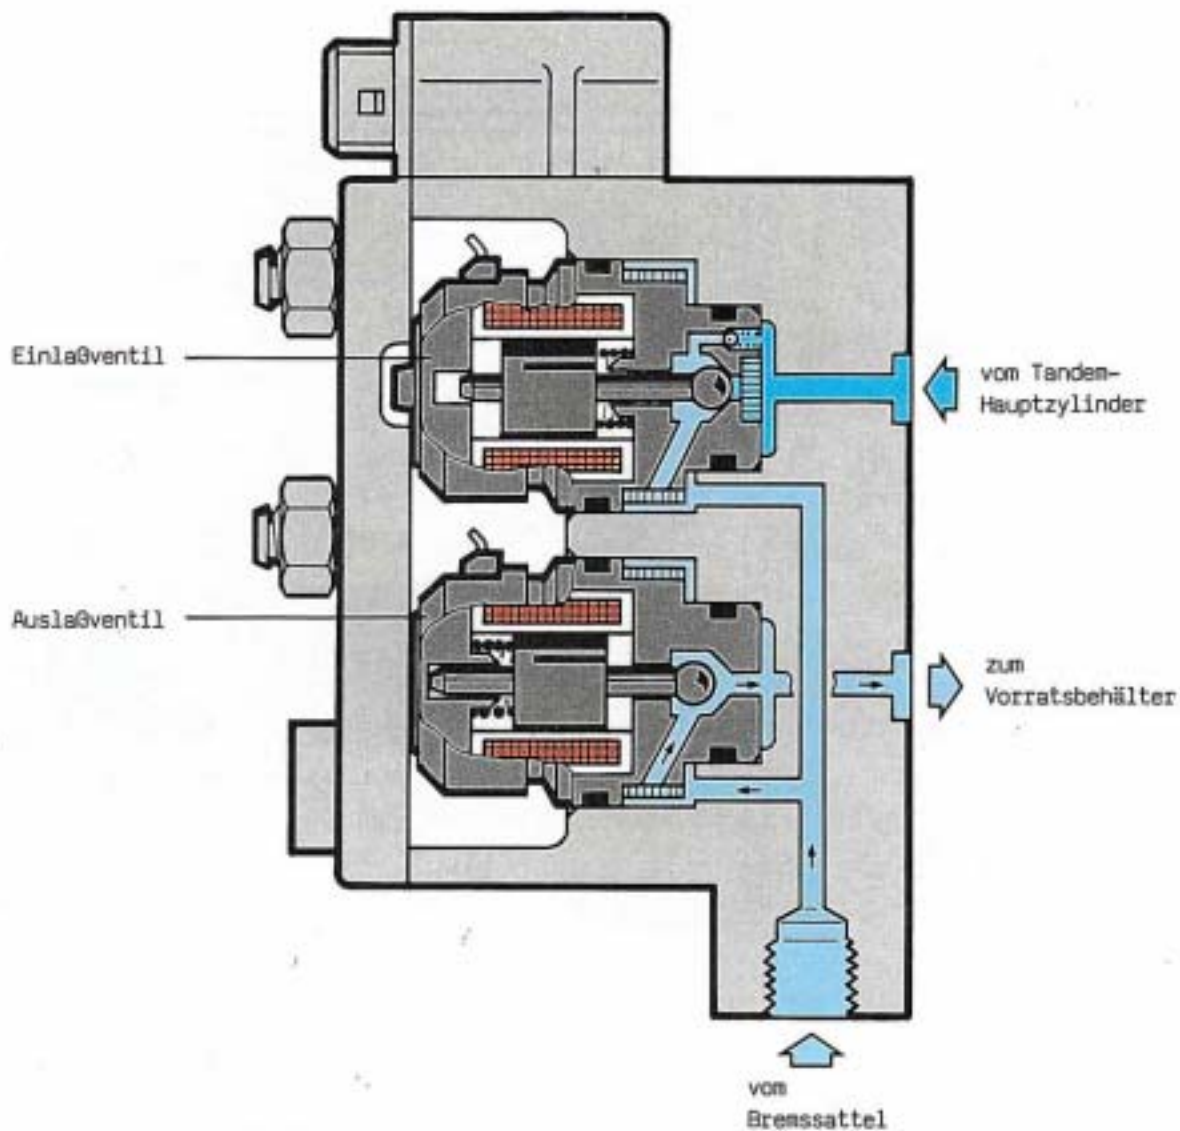 Einlaßventil
vom Tandem-
Hauptzylinder
Auslaßventil
zum
Vorratsbehälter
vom
Bremssattel